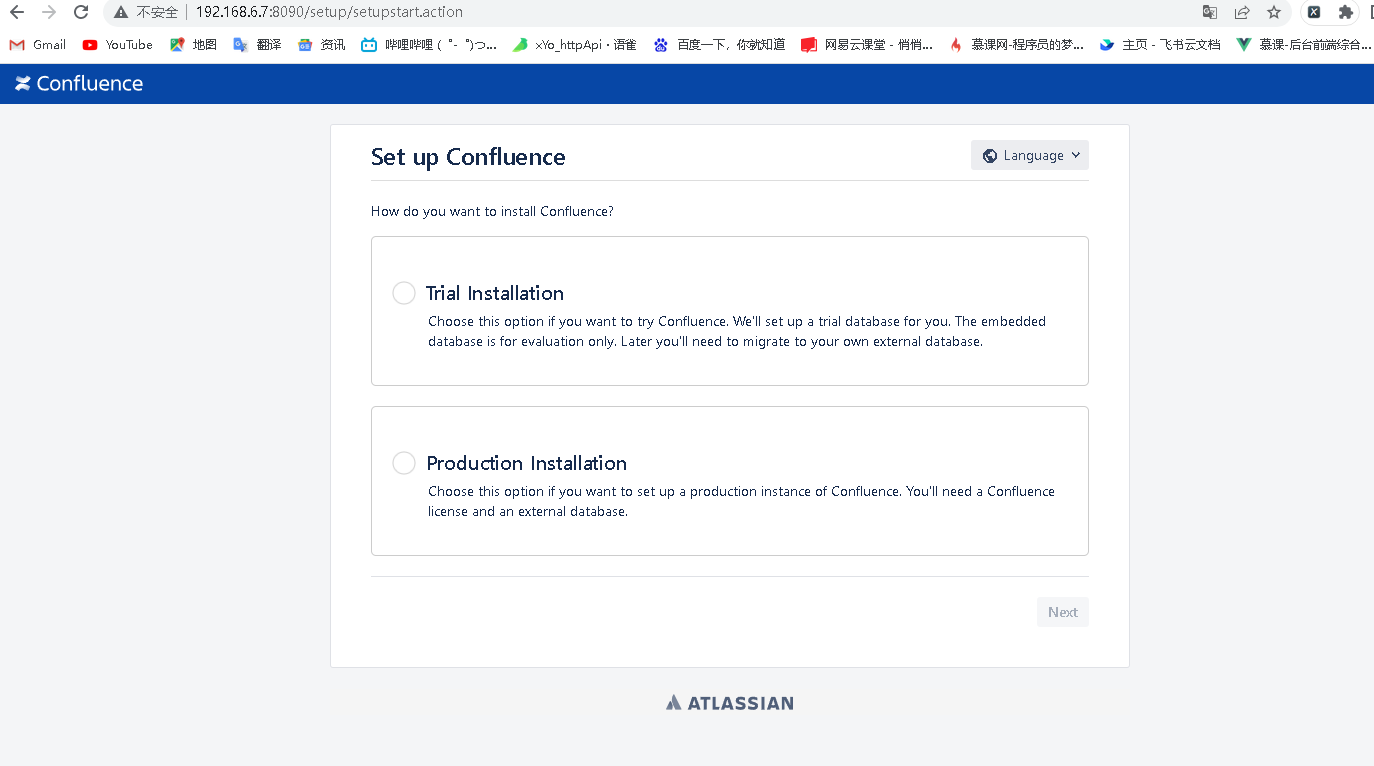 不安全 192.168.6.7:8090/setup/setupstart.action
Gmail YouTube 地图 翻译 资讯 哔哩哔哩 ( ゜- ゜)つ... xYo_httpApi · 语雀 百度一下，你就知道 网易云课堂 - 悄悄... 慕课网-程序员的梦... 主页 - 飞书云文档 慕课-后台前端综合...
Confluence
Set up Confluence
Language
How do you want to install Confluence?
Trial Installation
Choose this option if you want to try Confluence. We'll set up a trial database for you. The embedded
database is for evaluation only. Later you'll need to migrate to your own external database.
Production Installation
Choose this option if you want to set up a production instance of Confluence. You'll need a Confluence
license and an external database.
Next
ATLASSIAN